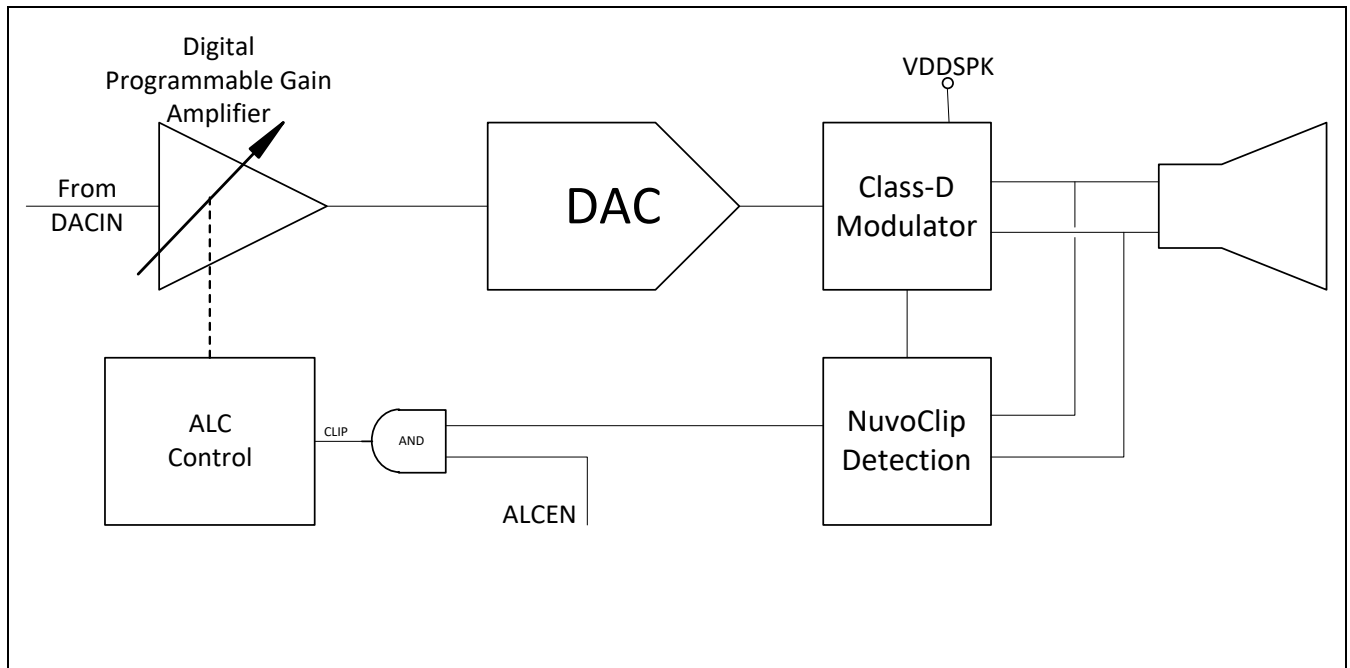 Digital
Programmable Gain
Amplifier
VDDSPK
From
DACIN
DAC
Class-D
Modulator
ALC
Control
CLIP
AND
ALCEN
NuvoClip
Detection